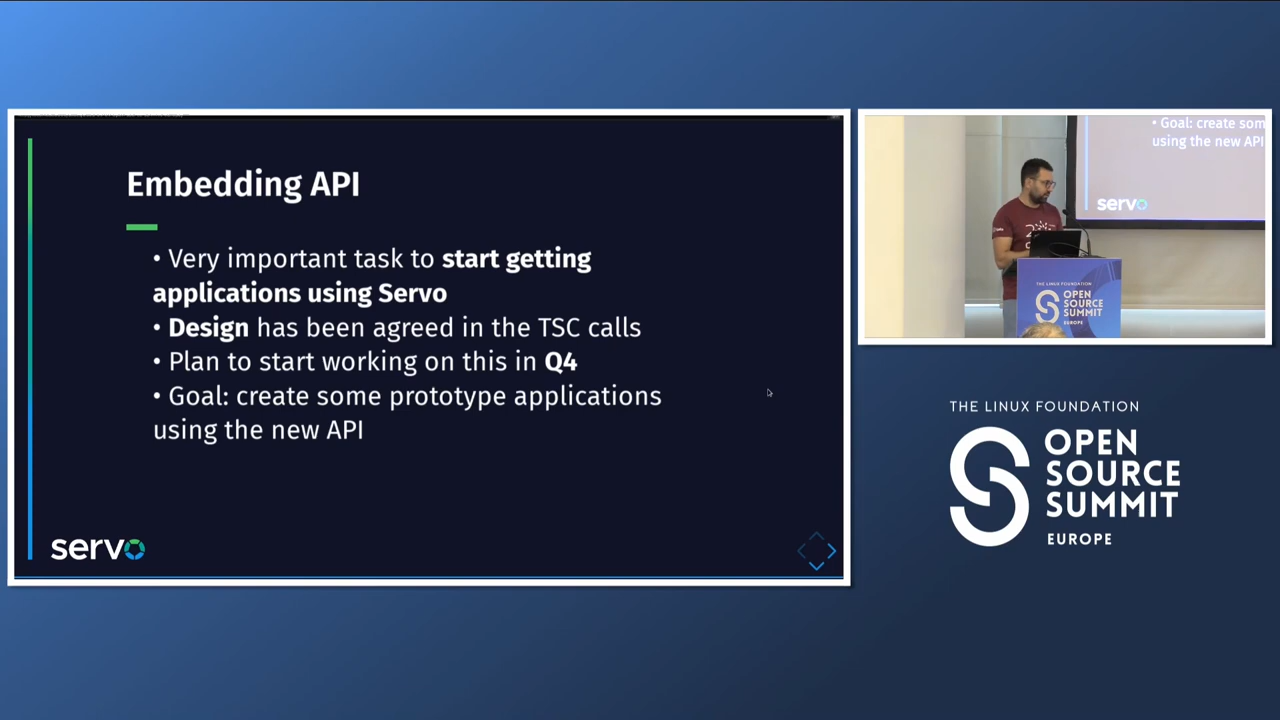 Embedding API
• Very important task to start getting
applications using Servo
• Design has been agreed in the TSC calls
• Plan to start working on this in Q4
• Goal: create some prototype applications
using the new API
servo
• Goal: create som
using the new API
servo
THE LINUX FOUNDATION
OPEN
SOURCE
SUMMIT
EUROPE
THE LINUX FOUNDATION
OPEN
SOURCE
SUMMIT
EUROPE